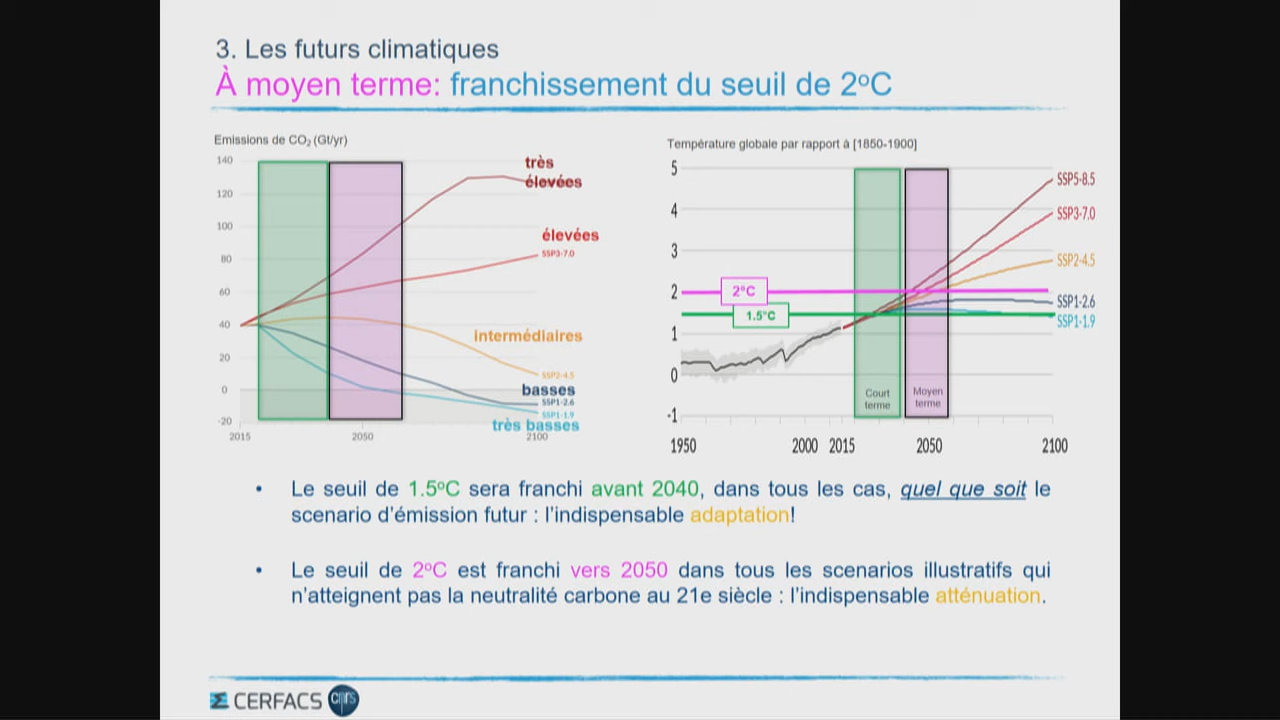 3. Les futurs climatiques
À moyen terme: franchissement du seuil de 2ºC
Emissions de CO₂ (Gt/yr)
140
120
100
80
60
40
20
0
-20
2015
2050
2100
très
élevées
élevées
SSP3-7.0
intermédiaires
SSP2-4.5
basses
SSP1-2.6
SSP1-1.9
très basses
Température globale par rapport à [1850-1900]
5
4
3
2
1
0
-1
1950
2000
2015
2050
2100
2°C
1.5°C
Court
terme
Moyen
terme
SSP5-8.5
SSP3-7.0
SSP2-4.5
SSP1-2.6
SSP1-1.9
• Le seuil de 1.5ºC sera franchi avant 2040, dans tous les cas, quel que soit le
scenario d’émission futur : l’indispensable adaptation!
• Le seuil de 2ºC est franchi vers 2050 dans tous les scenarios illustratifs qui
n’atteignent pas la neutralité carbone au 21e siècle : l’indispensable atténuation.
CERFACS
cnrs